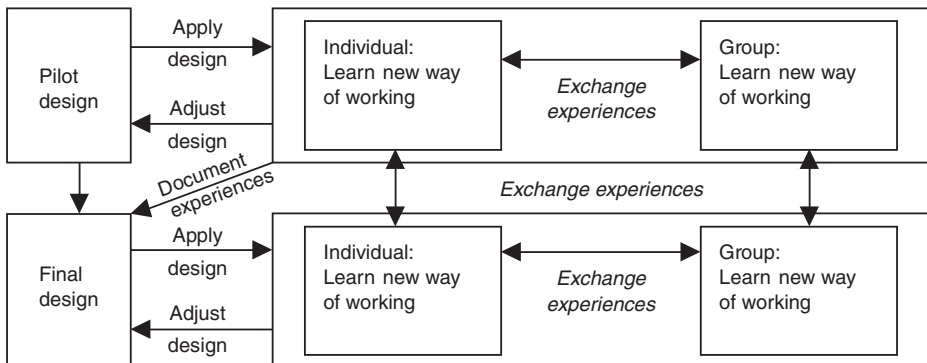 Pilot
design
Apply
design
Adjust
design
Individual:
Learn new way
of working
Exchange
experiences
Group:
Learn new way
of working
Document
experiences
Exchange experiences
Final
design
Apply
design
Adjust
design
Individual:
Learn new way
of working
Exchange
experiences
Group:
Learn new way
of working